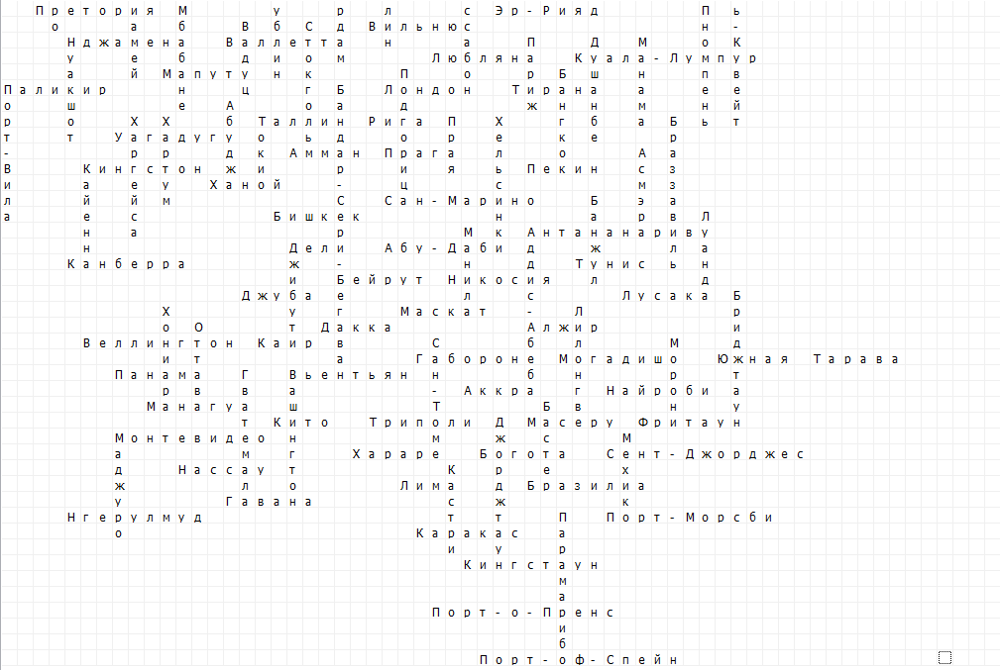 Претория М у р л с Эр-Рияд П ь
о а б В б С д Вильнюс н -
Нджамена Валлетта н а П Д М о К
у е б д и о м Любляна Куала-Лумпур
а й Мапуту н к П о р Б ш н п в
Паликир н ц г Б Лондон Тирана а е е
о ш е А о а д ж н н м н й
р о Х Х б Таллин Рига П Х г б а Б ь т
т т Уагадугу о ь д о р е к е р
- р р д к Амман Прага л о А а
В Кингстон ж и р и я ь Пекин с з
и а е у Ханой - ц с м з
л й й м С Сан-Марино Б э а
а е с Бишкек н а р в Л
н а р М к Антананариву
н Дели Абу-Даби д ж л а
Канберра ж - н д Тунис ь н
и Бейрут Никосия л д
Джуба е л с Лусака Б
Х у г Маскат - Л р
о О т Дакка Алжир и
Веллингтон Каир в С б л М д
и т а Габороне Могадишо Южная Тарава
Панама Г Вьентьян н б н р т
р в а - Аккра г Найроби а
Манагуа ш Т Б в н у
т Кито Триполи Д Масеру Фритаун
Монтевидео н м ж с М
а м г Хараре Богота Сент-Джорджес
д Нассау т К р е х
ж л о Лима д Бразилиа
у Гавана с ж к
Нгерулмуд т т П Порт-Морсби
о Каракас а
и у р
Кингстаун
м
а
Порт-о-Пренс
и
б
Порт-оф-Спейн